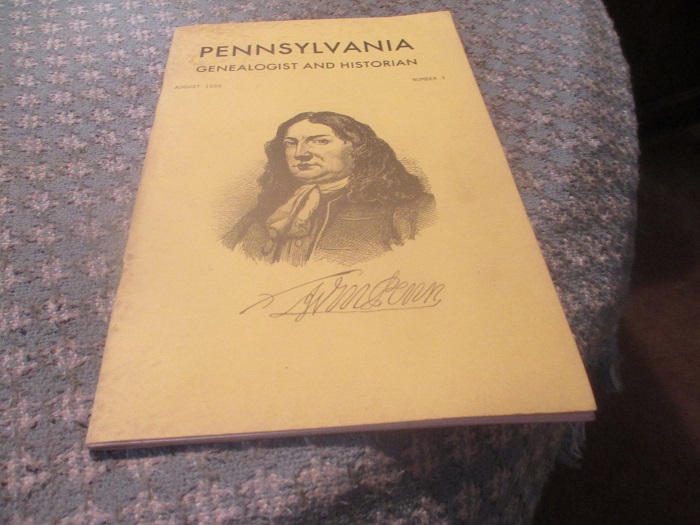 PENNSYLVANIA
GENEALOGIST AND HISTORIAN
AUGUST
NUMBER
Wm Penn